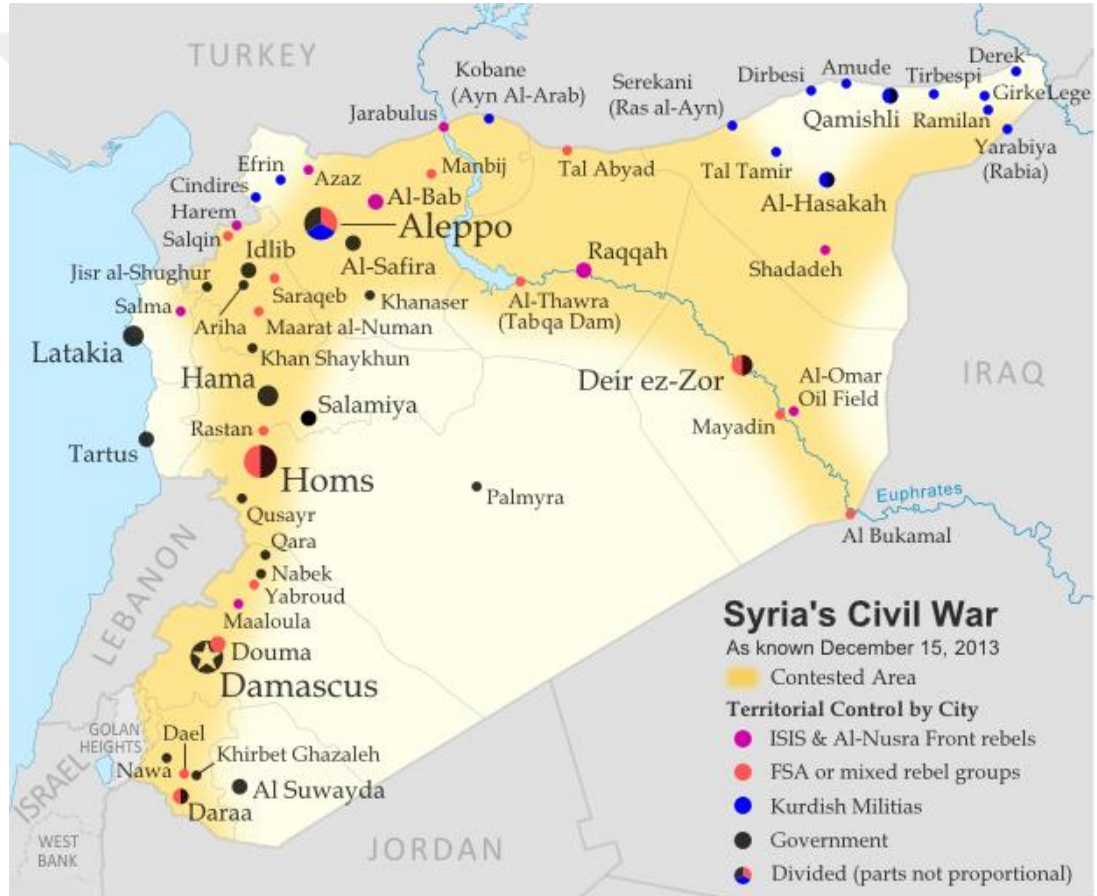 TURKEY
Kobane
(Ayn Al-Arab)
Serekani
(Ras al-Ayn)
Dirbesi
Amude
Tirbespi
Derek
GirkeLege
Jarabulus
Qamishli
Ramilan
Yarabiya
(Rabia)
Efrin
Azaz
Manbij
Tal Abyad
Tal Tamir
Cindires
Al-Bab
Al-Hasakah
Harem
Aleppo
Salqin
Idlib
Al-Safira
Raqqah
Shadadeh
Jisr al-Shughur
Saraqeb
Khanaser
Al-Thawra
(Tabqa Dam)
Salma
Ariha
Maarat al-Numan
Latakia
Khan Shaykhun
Hama
Deir ez-Zor
Al-Omar
Oil Field
IRAQ
Salamiya
Mayadin
Rastan
Tartus
Homs
Palmyra
Euphrates
Qusayr
Al Bukamal
Qara
LEBANON
Nabek
Yabroud
Maaloula
Douma
Damascus
GOLAN
HEIGHTS
Dael
Khirbet Ghazaleh
Nawa
Al Suwayda
Daraa
ISRAEL
WEST
BANK
JORDAN
Syria's Civil War
As known December 15, 2013
Contested Area
Territorial Control by City
ISIS & Al-Nusra Front rebels
FSA or mixed rebel groups
Kurdish Militias
Government
Divided (parts not proportional)